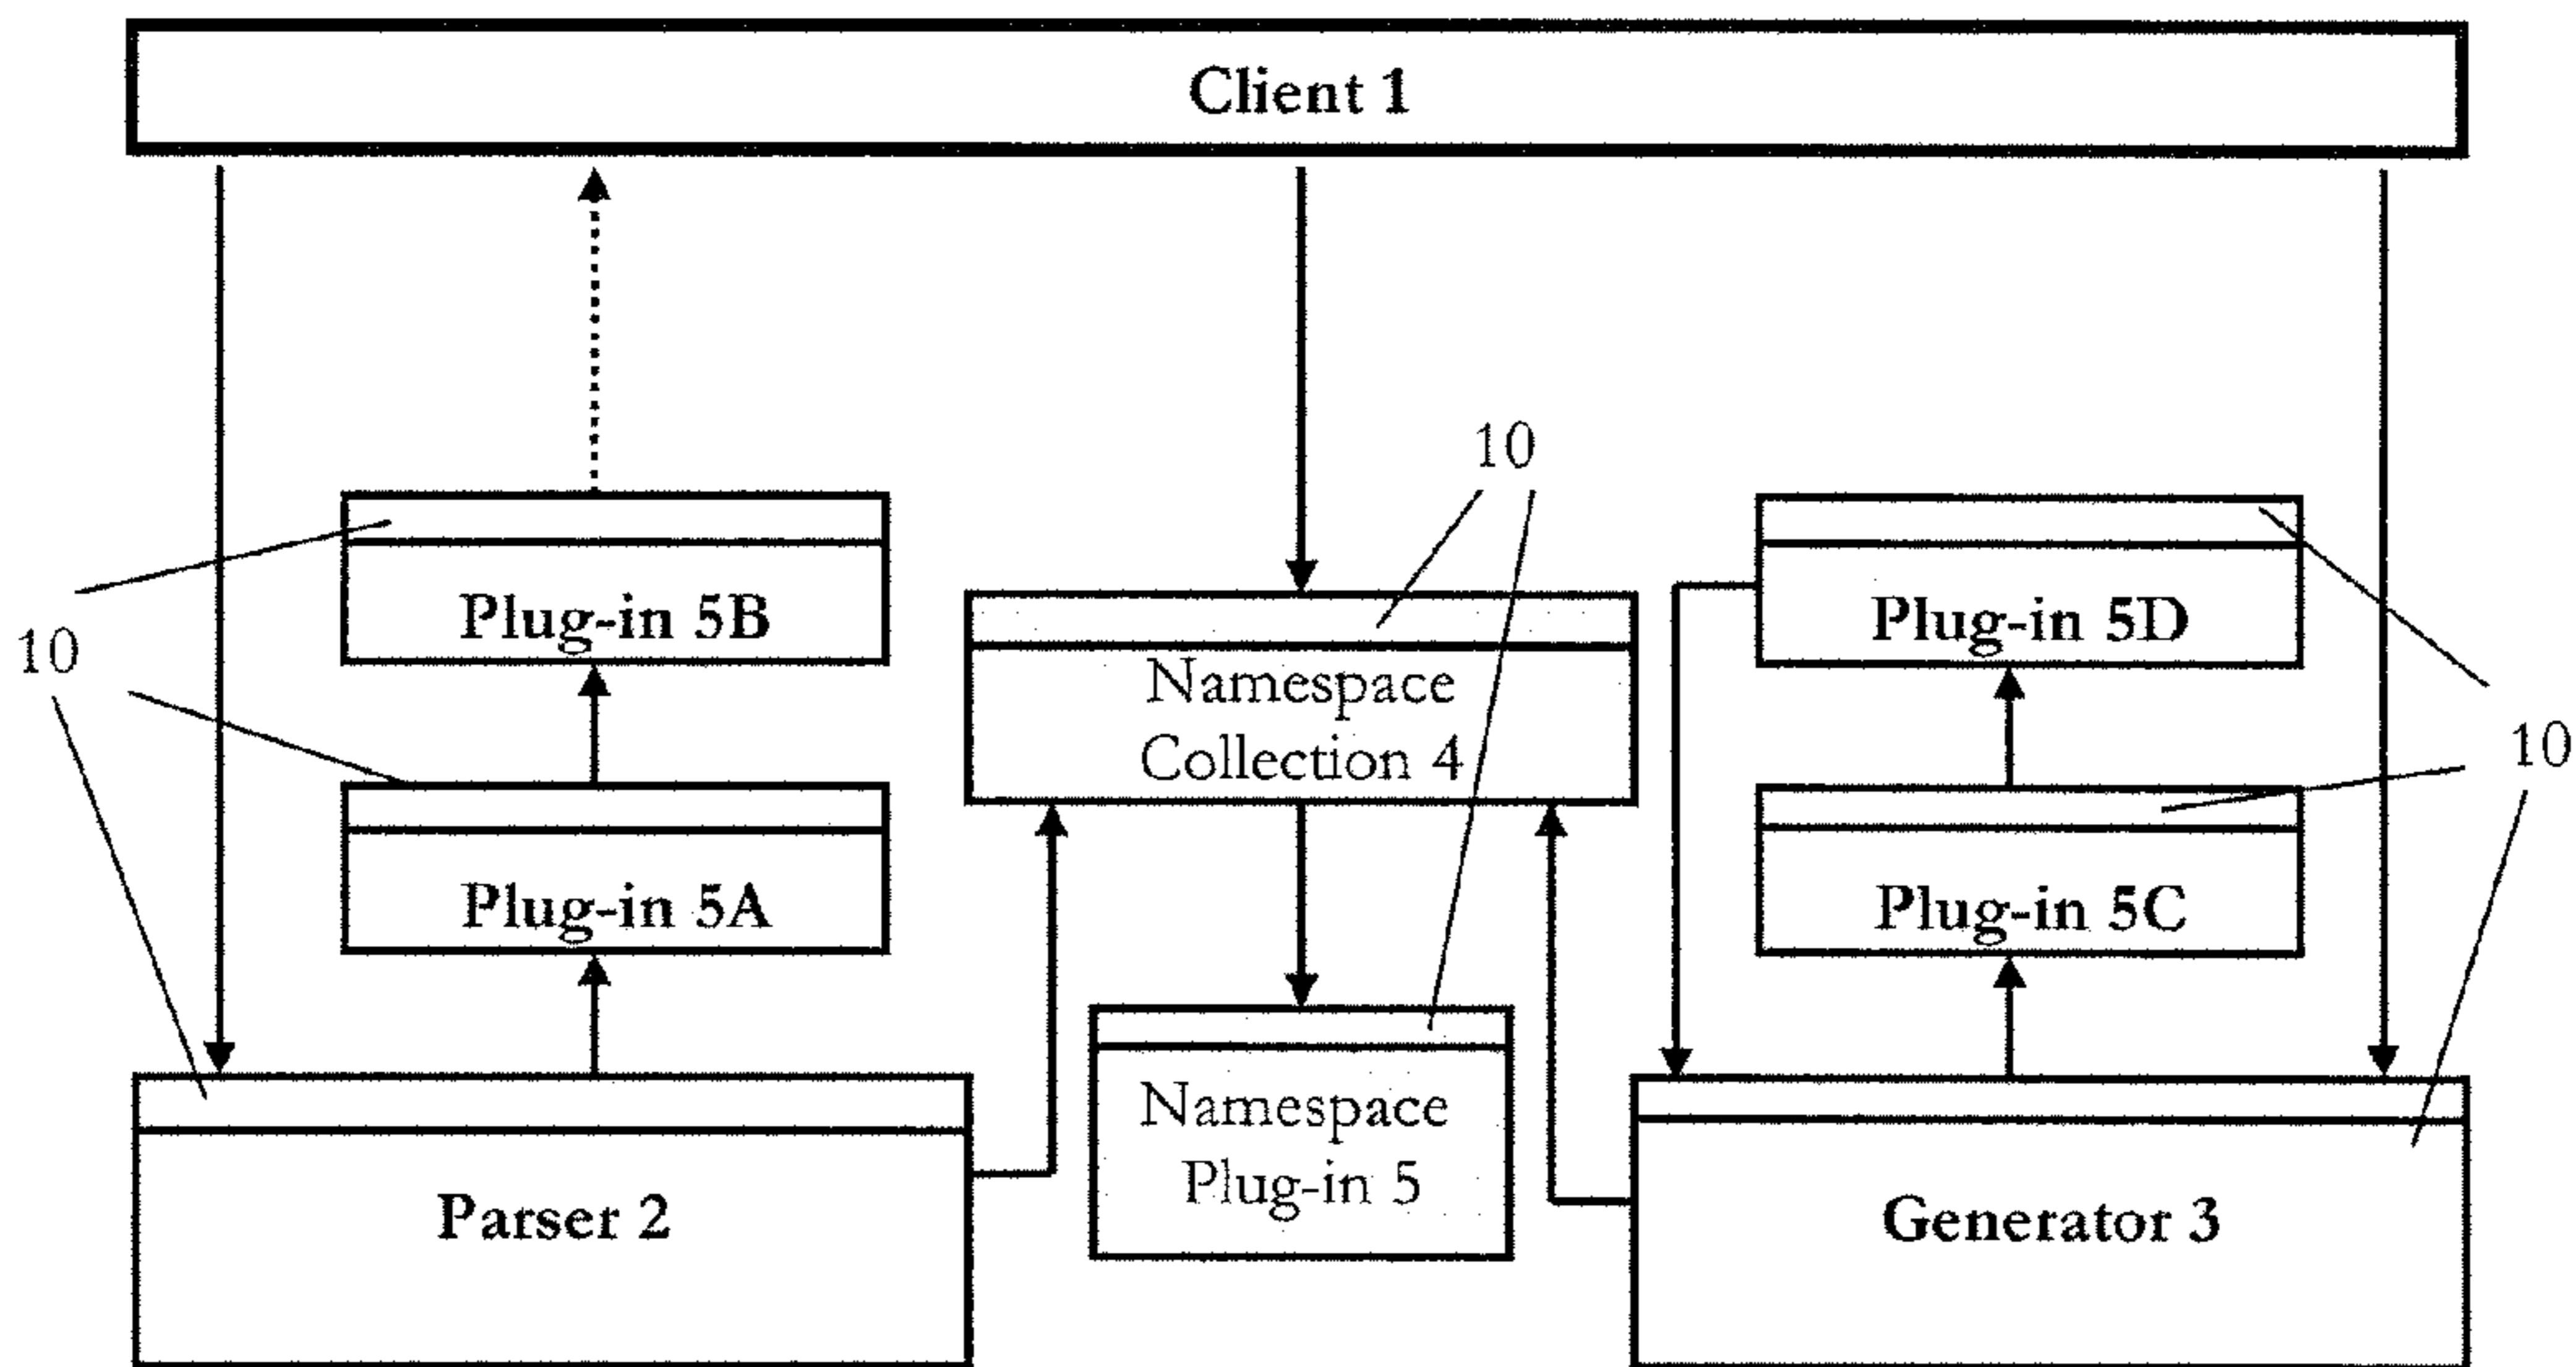 Client 1
10
Plug-in 5B
Plug-in 5D
10
Namespace
Collection 4
10
Plug-in 5A
Plug-in 5C
Namespace
Plug-in 5
Parser 2
Generator 3